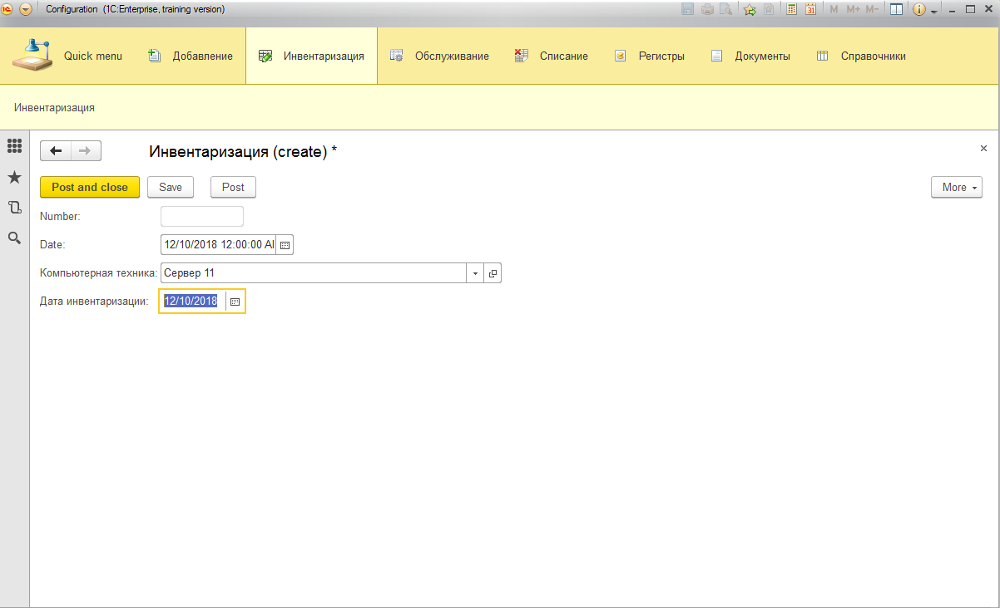 Configuration (1C:Enterprise, training version)
M M+ M-
Quick menu Добавление Инвентаризация Обслуживание Списание Регистры Документы Справочники
Инвентаризация
Инвентаризация (create) *
Post and close Save Post More
Number:
Date: 12/10/2018 12:00:00 AI
Компьютерная техника: Сервер 11
Дата инвентаризации: 12/10/2018